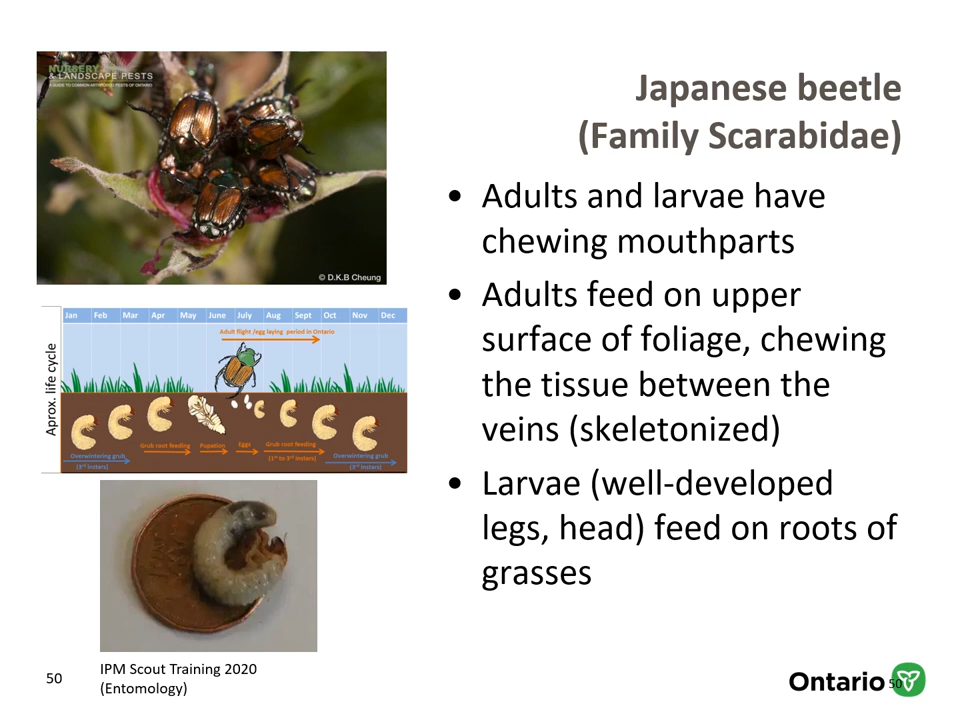 NURSERY
& LANDSCAPE PESTS
A GUIDE TO COMMON ARTHROPOD PESTS OF ONTARIO
© D.K.B Cheung
Japanese beetle
(Family Scarabidae)
• Adults and larvae have
chewing mouthparts
• Adults feed on upper
surface of foliage, chewing
the tissue between the
veins (skeletonized)
• Larvae (well-developed
legs, head) feed on roots of
grasses
Aprox. life cycle
Jan Feb Mar Apr May June July Aug Sept Oct Nov Dec
Adult flight /egg laying period in Ontario
Grub root feeding
Pupation
Eggs
Grub root feeding
(1st to 3rd instars)
Overwintering grub
(3rd instars)
Overwintering grub
(3rd instars)
50
IPM Scout Training 2020
(Entomology)
Ontario
50